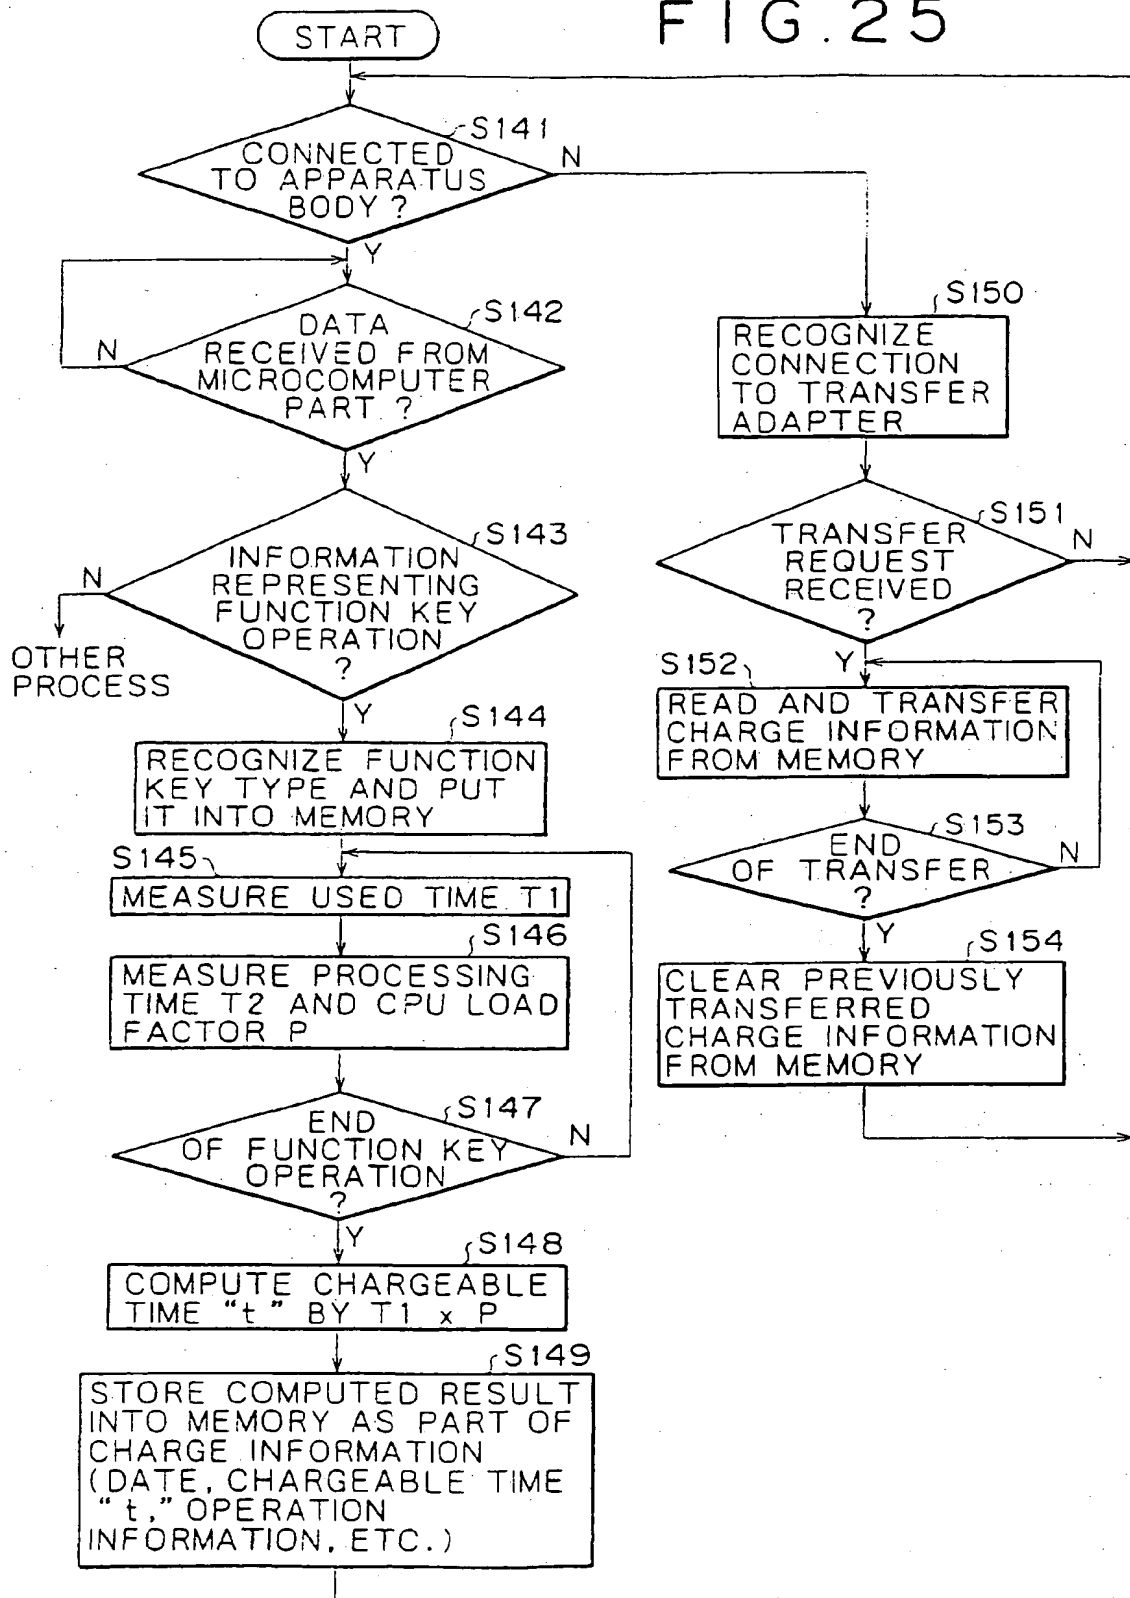 FIG.25
START
S141
CONNECTED
TO APPARATUS
BODY?
N
Y
S142
DATA
RECEIVED FROM
MICROCOMPUTER
PART ?
N
Y
S143
INFORMATION
REPRESENTING
FUNCTION KEY
OPERATION
?
N
OTHER
PROCESS
Y
S144
RECOGNIZE FUNCTION
KEY TYPE AND PUT
IT INTO MEMORY
S145
MEASURE USED TIME T1
S146
MEASURE PROCESSING
TIME T2 AND CPU LOAD
FACTOR P
S147
END
OF FUNCTION KEY
OPERATION
?
N
Y
S148
COMPUTE CHARGEABLE
TIME "t" BY T1 x P
S149
STORE COMPUTED RESULT
INTO MEMORY AS PART OF
CHARGE INFORMATION
(DATE, CHARGEABLE TIME
"t," OPERATION
INFORMATION, ETC.)
S150
RECOGNIZE
CONNECTION
TO TRANSFER
ADAPTER
S151
TRANSFER
REQUEST
RECEIVED
?
N
Y
S152
READ AND TRANSFER
CHARGE INFORMATION
FROM MEMORY
S153
END
OF TRANSFER
?
N
Y
S154
CLEAR PREVIOUSLY
TRANSFERRED
CHARGE INFORMATION
FROM MEMORY